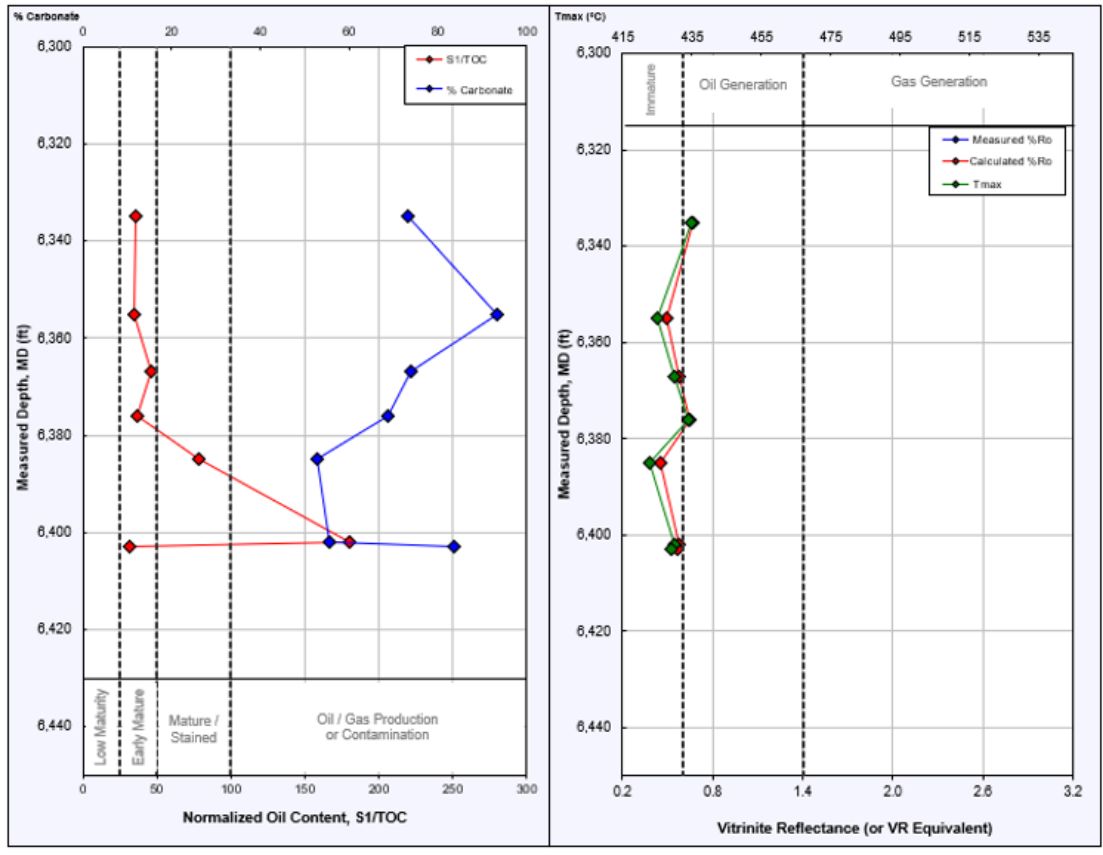 % Carbonate
0 20 40 60 80 100
6,300
6,320
6,340
6,360
6,380
6,400
6,420
6,440
Measured Depth, MD (ft)
S1/TOC
% Carbonate
Low Maturity
Early Mature
Mature /
Stained
Oil / Gas Production
or Contamination
0 50 100 150 200 250 300
Normalized Oil Content, S1/TOC
Tmax (ºC)
415 435 455 475 495 515 535
6,300
6,320
6,340
6,360
6,380
6,400
6,420
6,440
Measured Depth, MD (ft)
Immature
Oil Generation
Gas Generation
Measured %Ro
Calculated %Ro
Tmax
0.2 0.8 1.4 2.0 2.6 3.2
Vitrinite Reflectance (or VR Equivalent)